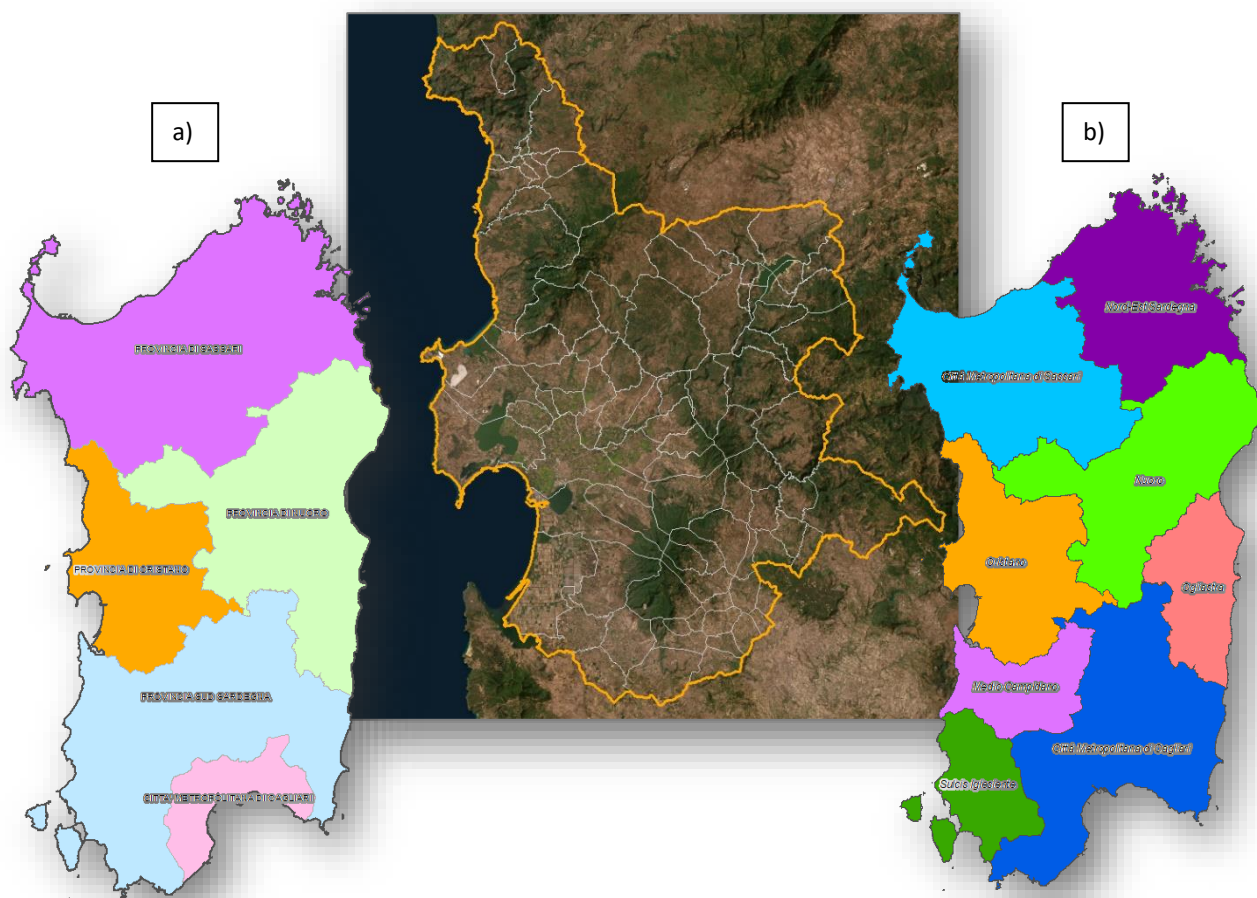 a)
b)
PROVINCIA DI SASSARI
PROVINCIA DI NUORO
PROVINCIA DI ORISTANO
PROVINCIA SUD SARDEGNA
CITTA' METROPOLITANA DI CAGLIARI
Nord-Est Sardegna
Città Metropolitana di Sassari
Nuoro
Oristano
Ogliastra
Medio Campidano
Città Metropolitana di Cagliari
Sulcis Iglesiente